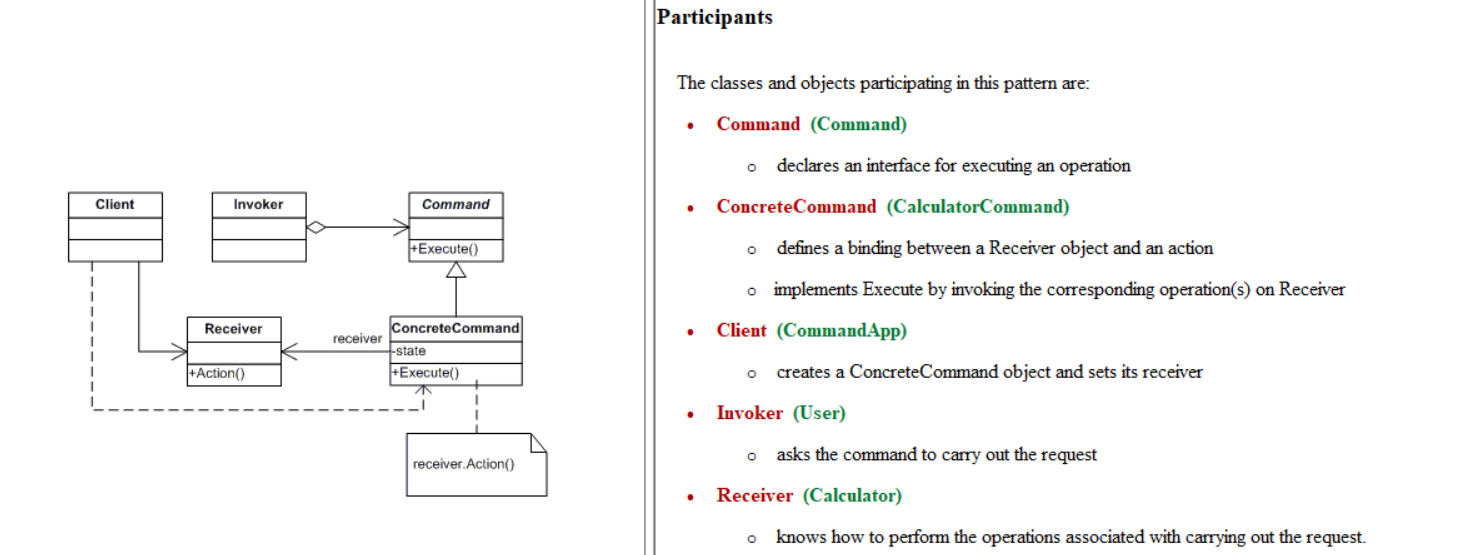 Client
Invoker
Command
+Execute()
Receiver
+Action()
receiver
ConcreteCommand
-state
+Execute()
receiver.Action()
Participants
The classes and objects participating in this pattern are:
• Command (Command)
o declares an interface for executing an operation
• ConcreteCommand (CalculatorCommand)
o defines a binding between a Receiver object and an action
o implements Execute by invoking the corresponding operation(s) on Receiver
• Client (CommandApp)
o creates a ConcreteCommand object and sets its receiver
• Invoker (User)
o asks the command to carry out the request
• Receiver (Calculator)
o knows how to perform the operations associated with carrying out the request.